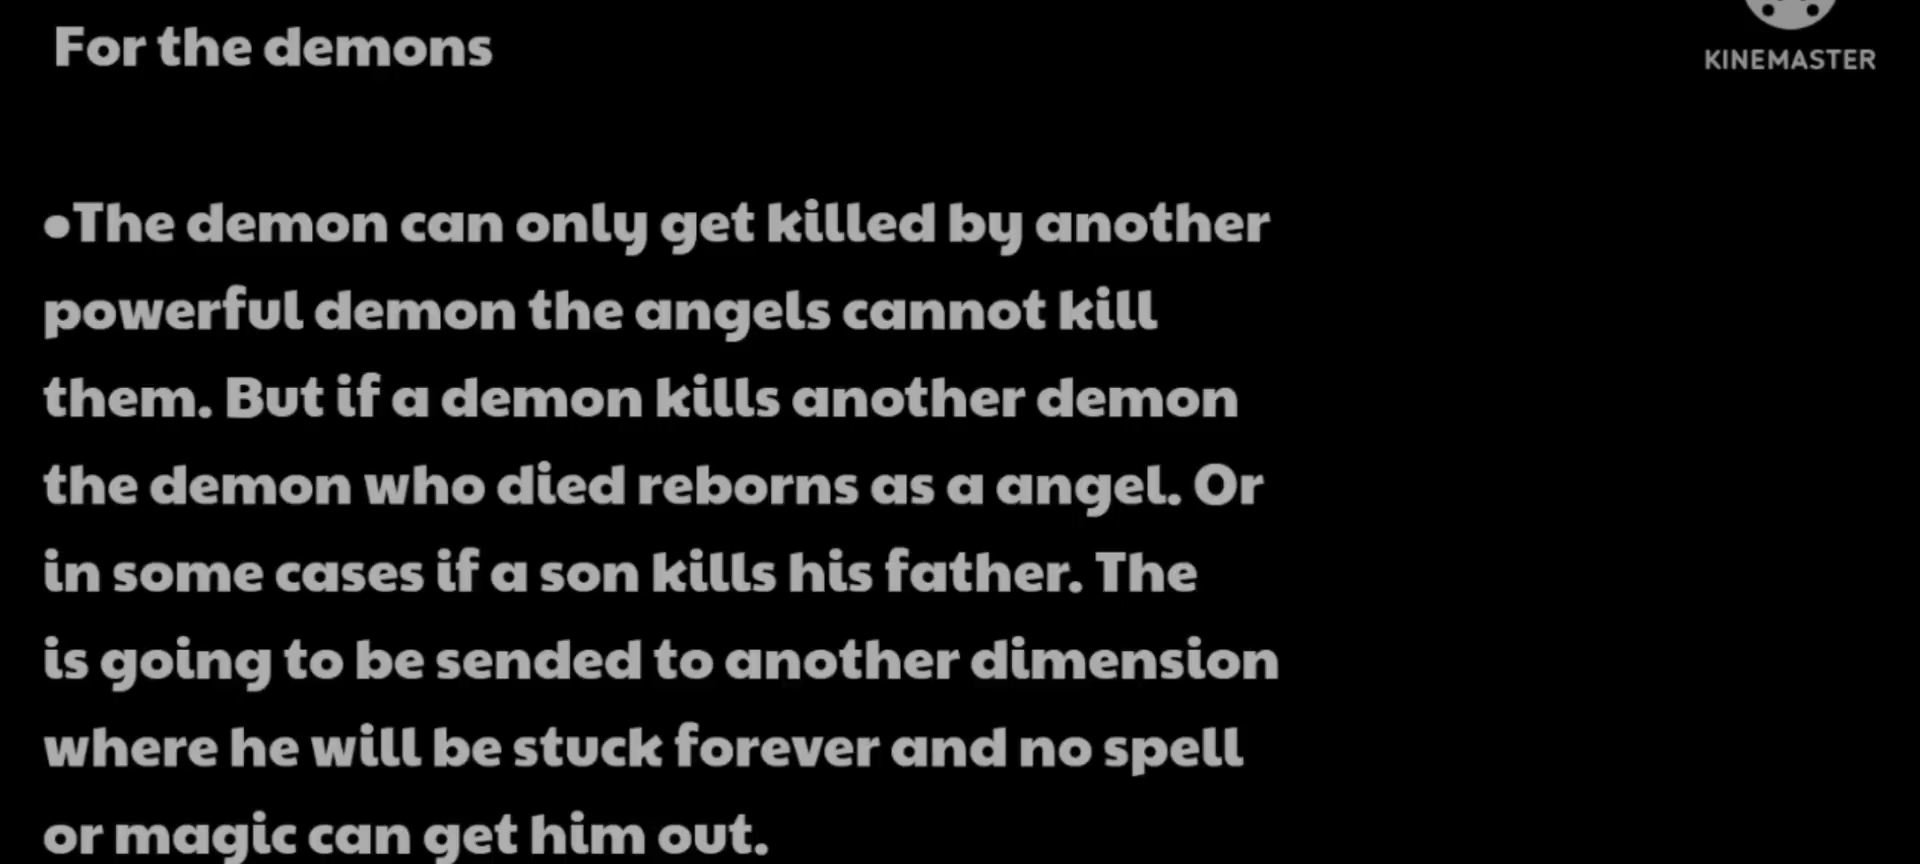 For the demons
KINEMASTER
●The demon can only get killed by another
powerful demon the angels cannot kill
them. But if a demon kills another demon
the demon who died reborns as a angel. Or
in some cases if a son kills his father. The
is going to be sended to another dimension
where he will be stuck forever and no spell
or magic can get him out.